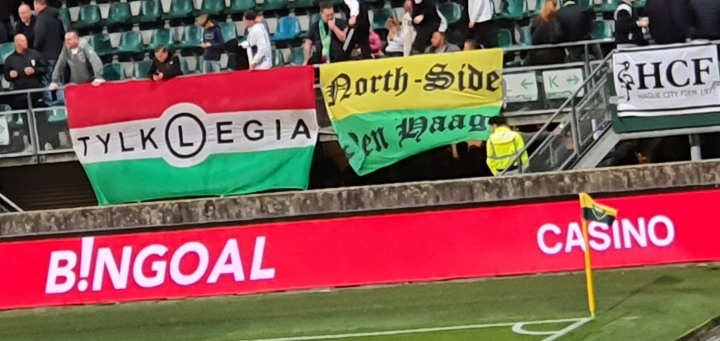 TYLKO LEGIA
North-Side
Den Haag
HCF
HAGUE CITY FIRM
B!NGOAL
CASINO
K